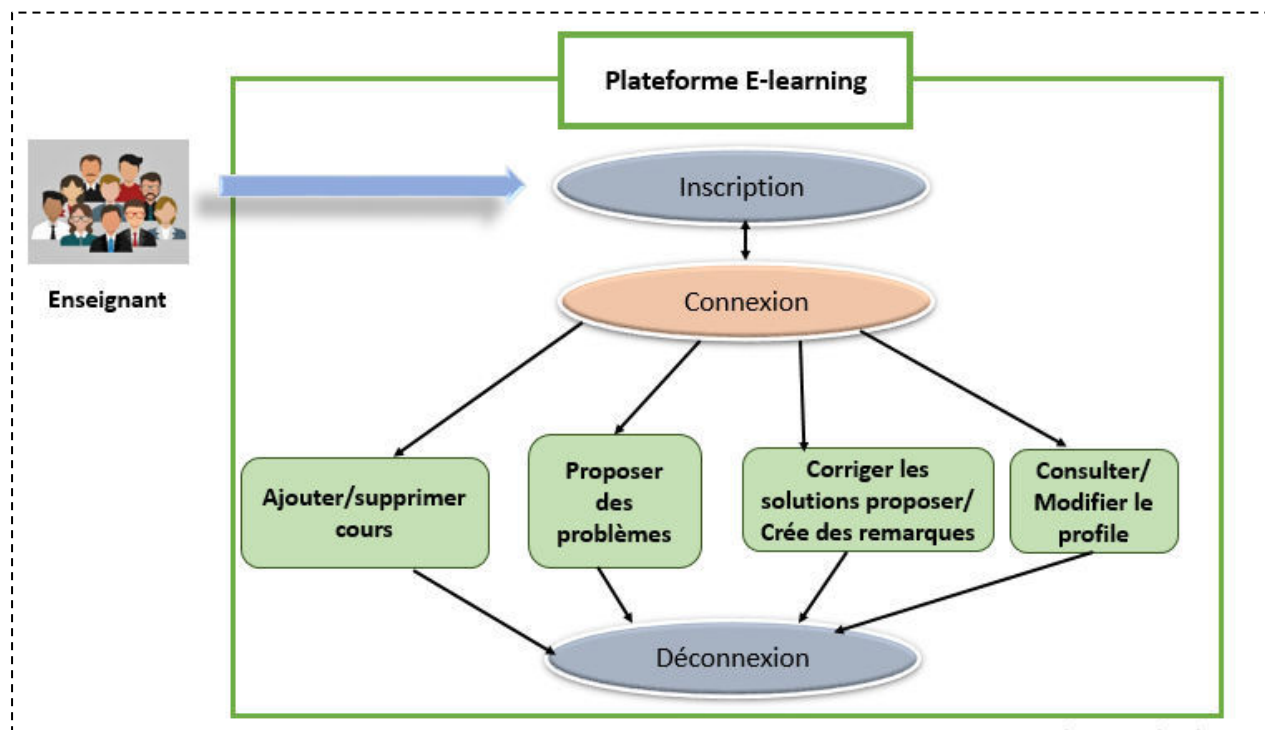 Plateforme E-learning
Inscription
Enseignant
Connexion
Ajouter/supprimer
cours
Proposer
des
problèmes
Corriger les
solutions proposer/
Crée des remarques
Consulter/
Modifier le
profile
Déconnexion